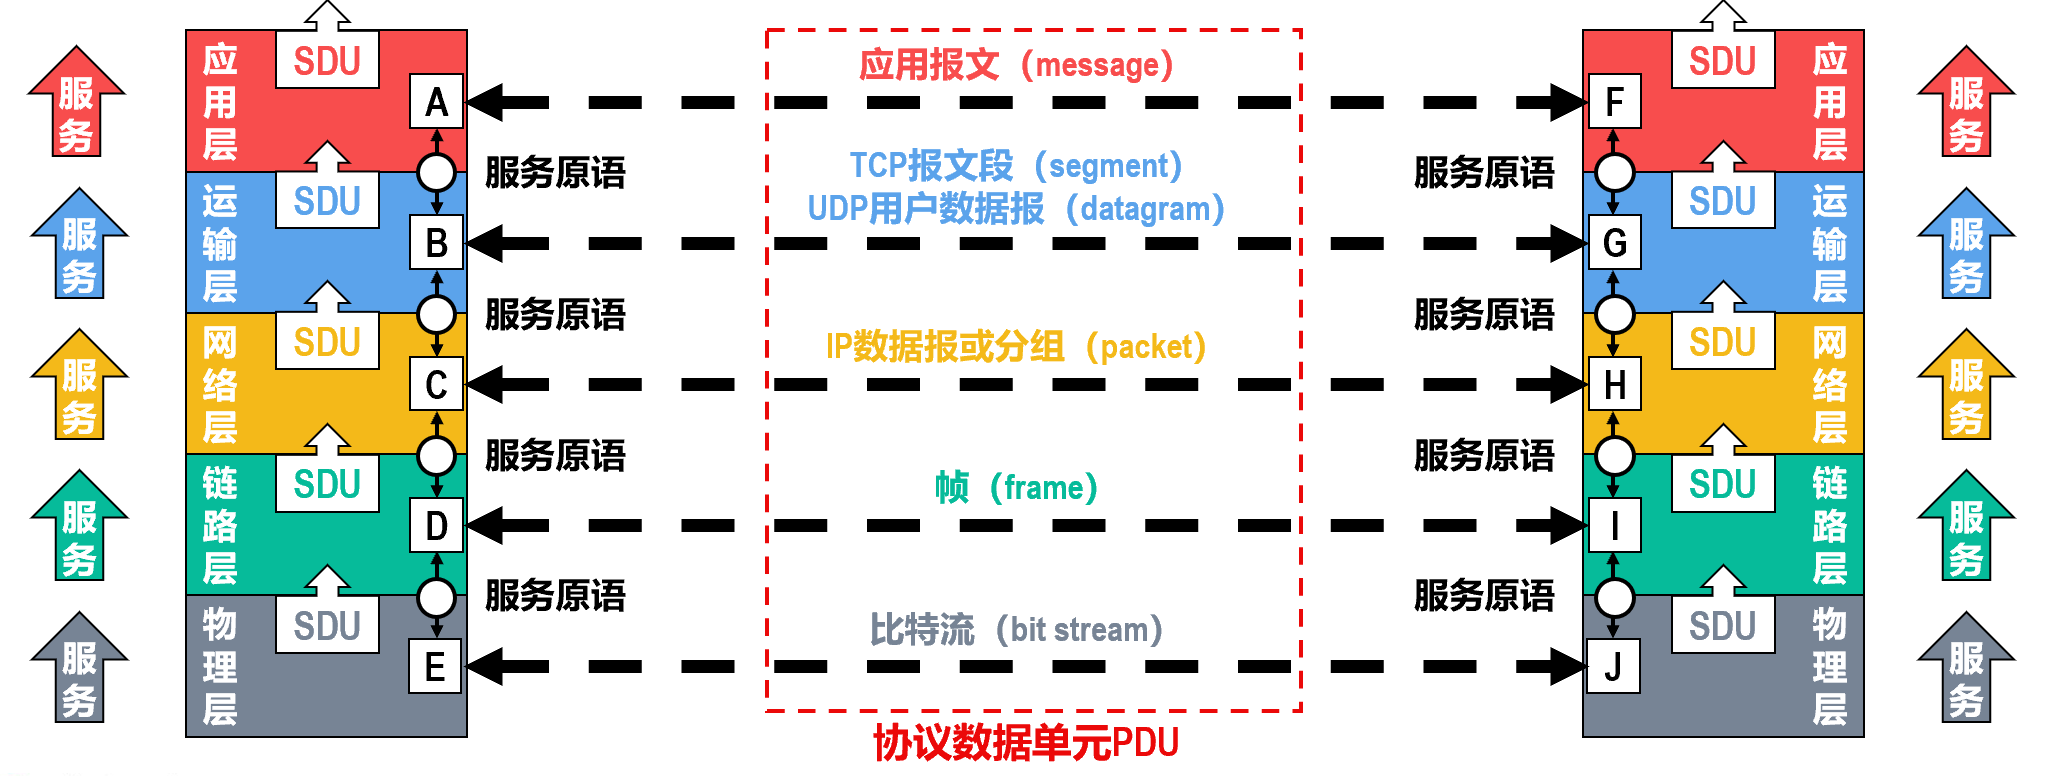 应用报文（message）
TCP报文段（segment）
UDP用户数据报（datagram）
IP数据报或分组（packet）
帧（frame）
比特流（bit stream）
协议数据单元PDU
服务
应用层
SDU
A
服务原语
F
SDU
应用层
服务
服务原语
服务
运输层
SDU
B
服务原语
G
SDU
运输层
服务
服务原语
服务
网络层
SDU
C
服务原语
H
SDU
网络层
服务
服务原语
服务
链路层
SDU
D
服务原语
I
SDU
链路层
服务
服务原语
服务
物理层
SDU
E
J
SDU
物理层
服务